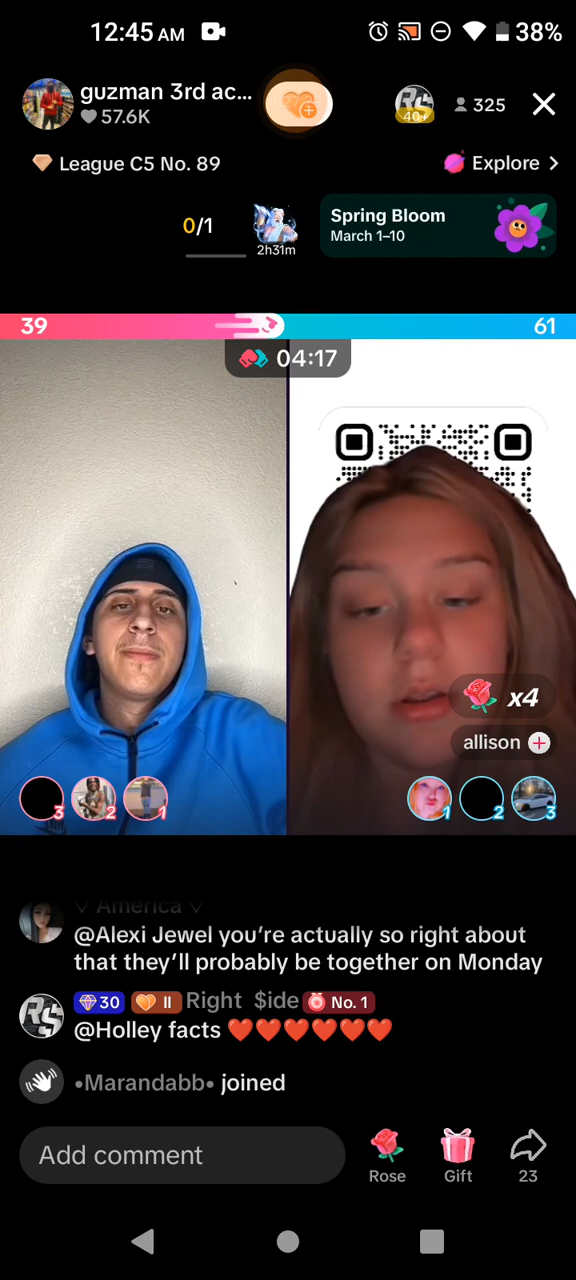 12:45 AM
38%
guzman 3rd ac...
57.6K
40+
325
League C5 No. 89
Explore >
0/1
2h31m
Spring Bloom
March 1–10
39
61
04:17
x4
allison
3
2
1
1
2
3
♡ America ♡
@Alexi Jewel you're actually so right about
that they'll probably be together on Monday
30 II Right $ide No. 1
@Holley facts ❤️❤️❤️❤️❤️❤️
•Marandabb• joined
Add comment
Rose
Gift
23